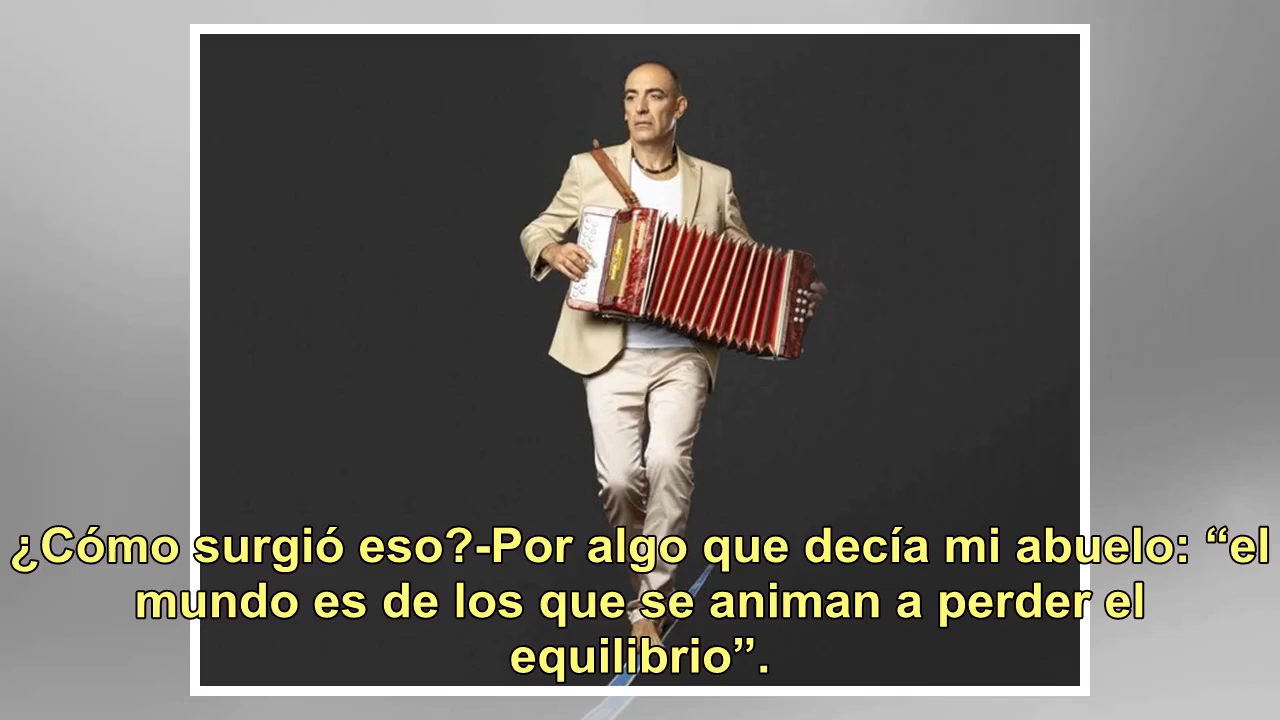 ¿Cómo surgió eso?-Por algo que decía mi abuelo: “el
mundo es de los que se animan a perder el
equilibrio”.